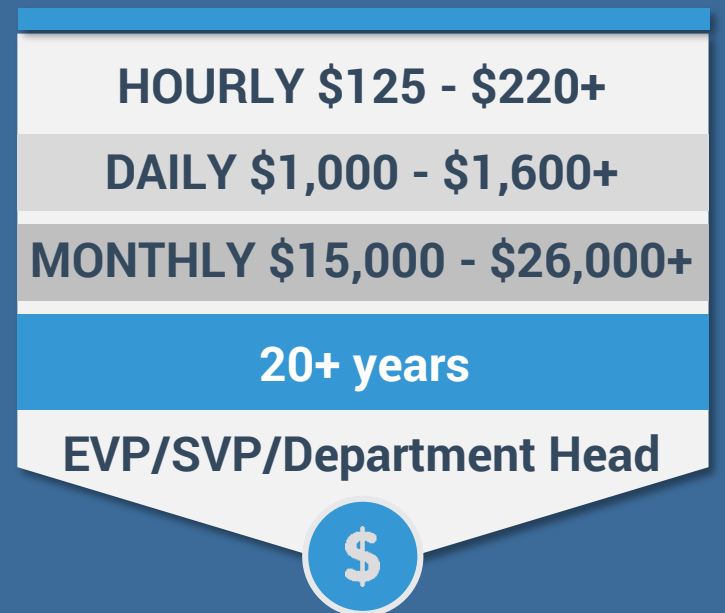 HOURLY $125 - $220+
DAILY $1,000 - $1,600+
MONTHLY $15,000 - $26,000+
20+ years
EVP/SVP/Department Head
$